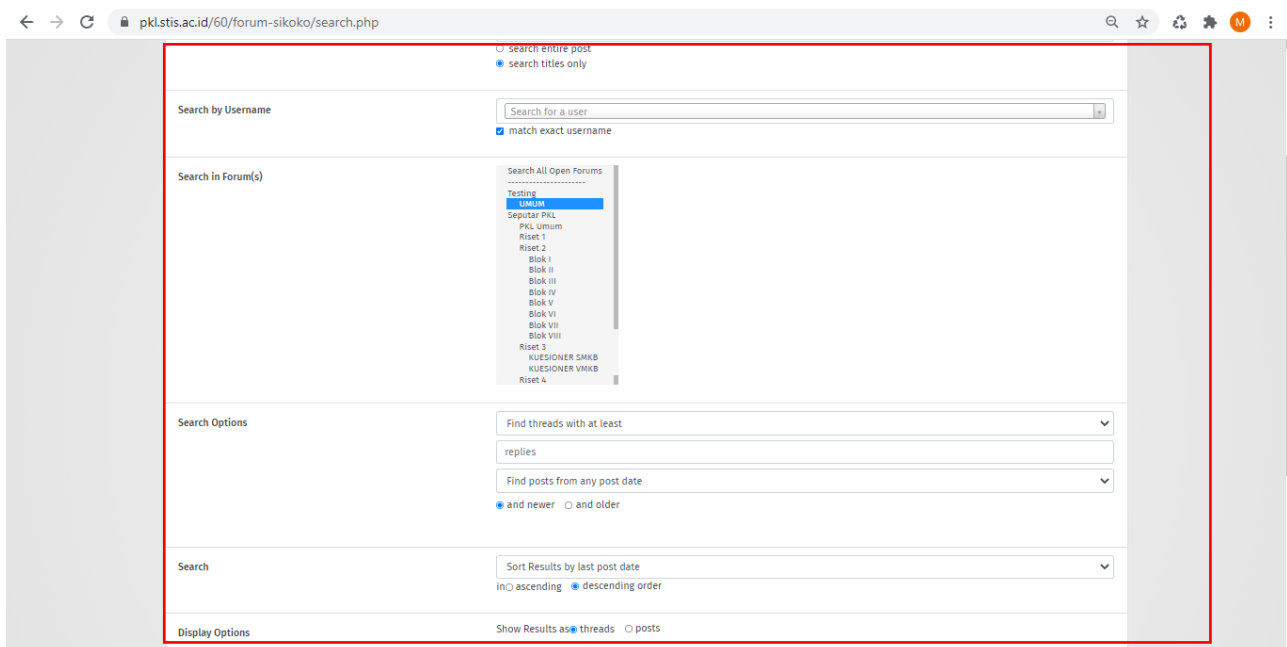 pkl.stis.ac.id/60/forum-sikoko/search.php
M
search entire post
search titles only
Search by Username
Search for a user
match exact username
Search in Forum(s)
Search All Open Forums
----------------------
Testing
UMUM
Seputar PKL
PKL Umum
Riset 1
Riset 2
Blok I
Blok II
Blok III
Blok IV
Blok V
Blok VI
Blok VII
Blok VIII
Riset 3
KUESIONER SMKB
KUESIONER VMKB
Riset 4
Search Options
Find threads with at least
replies
Find posts from any post date
and newer and older
Search
Sort Results by last post date
in ascending descending order
Display Options
Show Results as threads posts